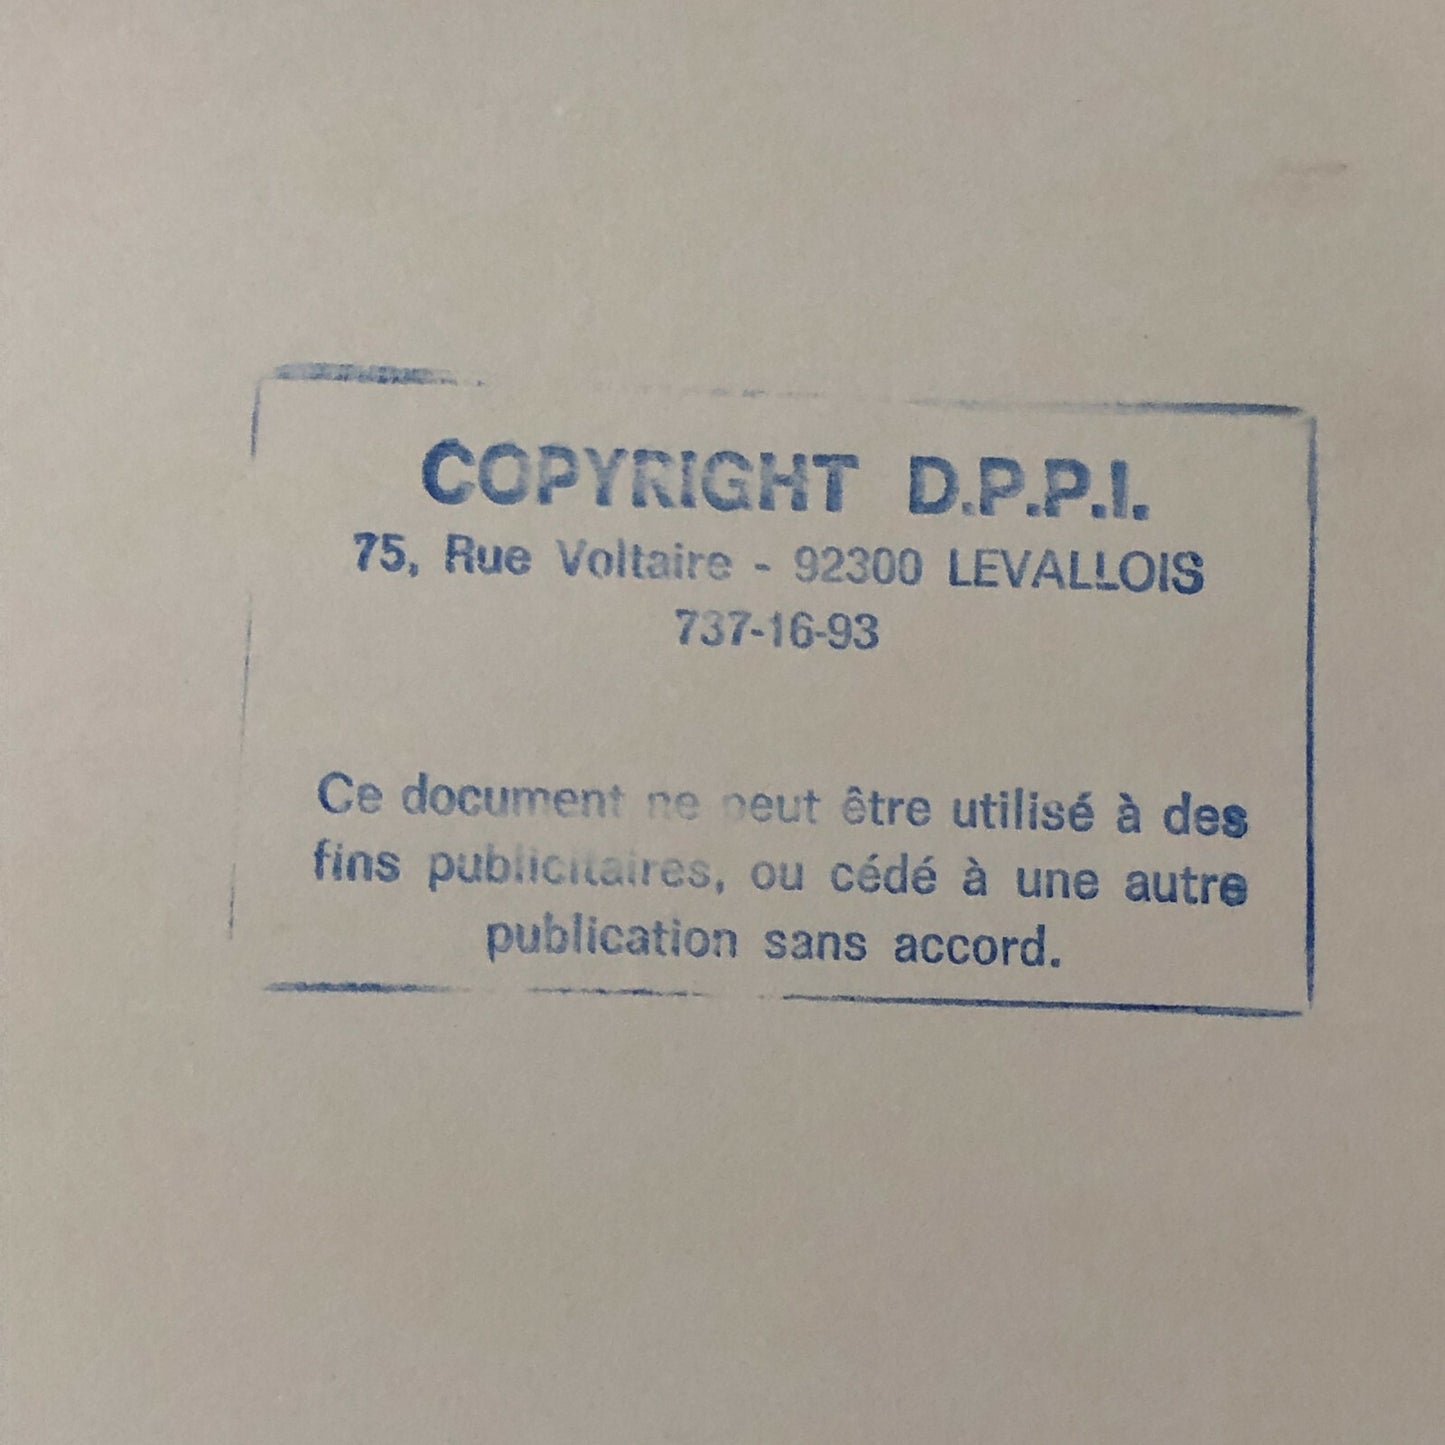 COPYRIGHT D.P.P.I.
75, Rue Voltaire - 92300 LEVALLOIS
737-16-93
Ce document ne peut être utilisé à des
fins publicitaires, ou cédé à une autre
publication sans accord.